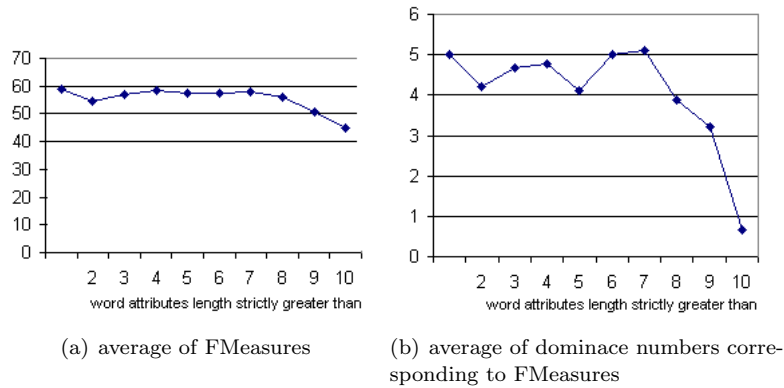 70
60
50
40
30
20
10
0
2 3 4 5 6 7 8 9 10
word attributes length strictly greater than
(a) average of FMeasures
6
5
4
3
2
1
0
2 3 4 5 6 7 8 9 10
word attributes length strictly greater than
(b) average of dominace numbers corre-
sponding to FMeasures